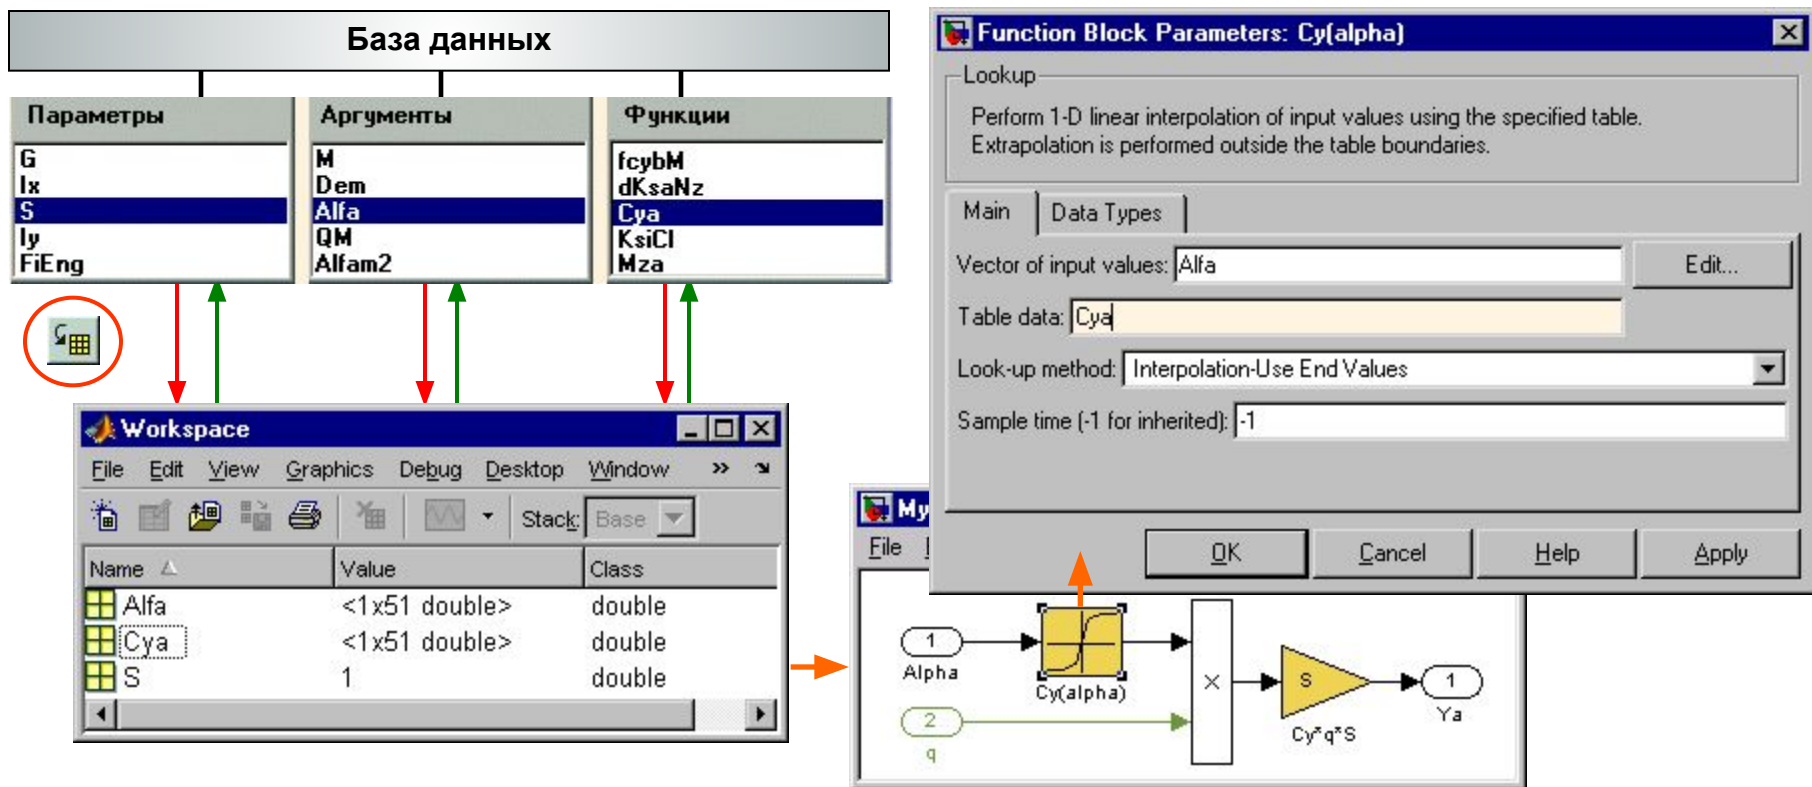 База данных
Параметры
G
Ix
S
Iy
FiEng
Аргументы
M
Dem
Alfa
QM
Alfam2
Функции
fcybM
dKsaNz
Cya
KsiCl
Mza
Workspace
File Edit View Graphics Debug Desktop Window
Stack: Base
Name Value Class
Alfa <1x51 double> double
Cya <1x51 double> double
S 1 double
Function Block Parameters: Cy(alpha)
Lookup
Perform 1-D linear interpolation of input values using the specified table.
Extrapolation is performed outside the table boundaries.
Main Data Types
Vector of input values: Alfa Edit...
Table data: Cya
Look-up method: Interpolation-Use End Values
Sample time (-1 for inherited): -1
OK Cancel Help Apply
My
File
1
Alpha
Cy(alpha)
2
q
×
S
Cy*q*S
1
Ya